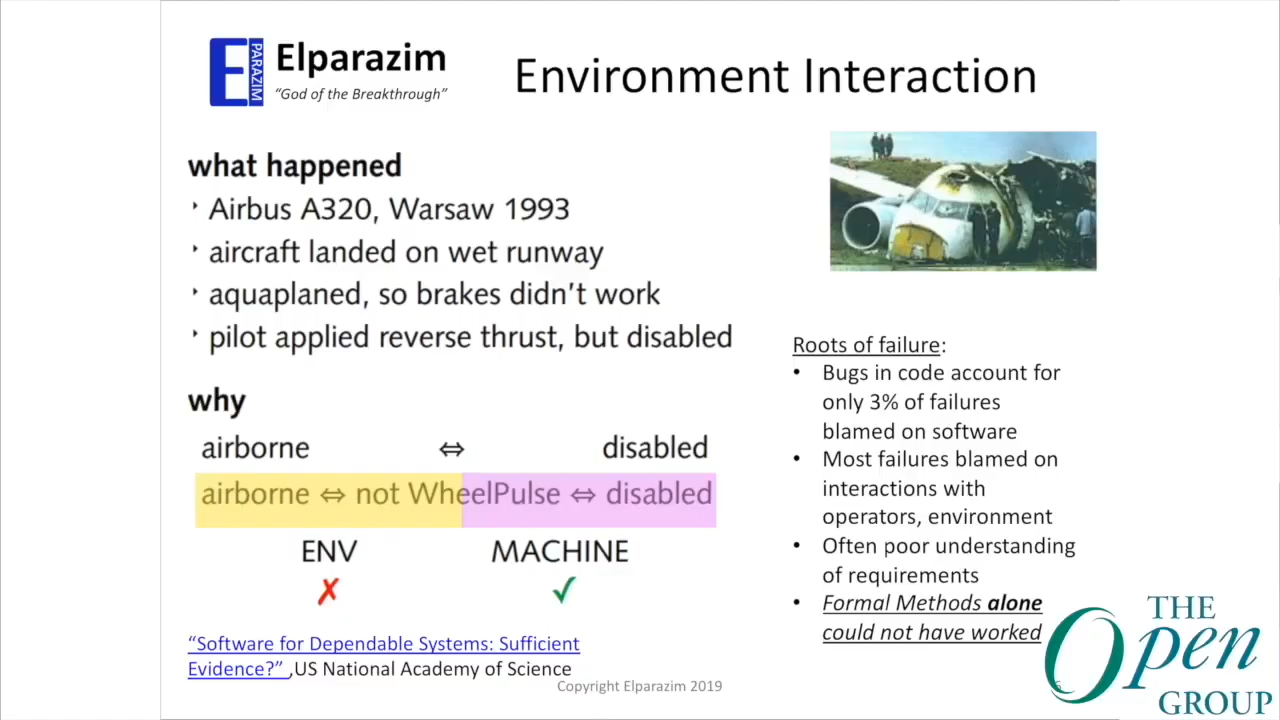 E
PARAZIM
Elparazim
“God of the Breakthrough”
Environment Interaction
what happened
Airbus A320, Warsaw 1993
aircraft landed on wet runway
aquaplaned, so brakes didn’t work
pilot applied reverse thrust, but disabled
why
airborne ⇔ disabled
airborne ⇔ not WheelPulse ⇔ disabled
ENV MACHINE
✗ ✓
“Software for Dependable Systems: Sufficient
Evidence?” ,US National Academy of Science
Roots of failure:
• Bugs in code account for
only 3% of failures
blamed on software
• Most failures blamed on
interactions with
operators, environment
• Often poor understanding
of requirements
• Formal Methods alone
could not have worked
Copyright Elparazim 2019
THE
Open
GROUP